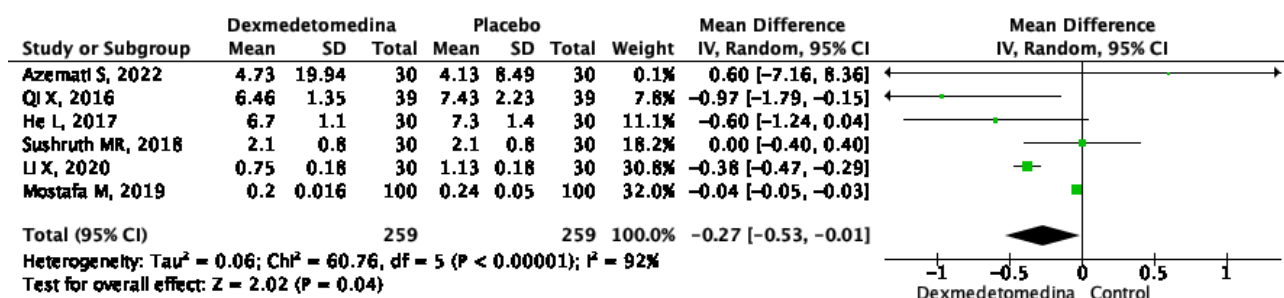 Dexmedetomedina Placebo Mean Difference Mean Difference
Study or Subgroup Mean SD Total Mean SD Total Weight IV, Random, 95% CI IV, Random, 95% CI
Azemati S, 2022 4.73 19.94 30 4.13 8.49 30 0.1% 0.60 [-7.16, 8.36]
QI X, 2016 6.46 1.35 39 7.43 2.23 39 7.8% -0.97 [-1.79, -0.15]
He L, 2017 6.7 1.1 30 7.3 1.4 30 11.1% -0.60 [-1.24, 0.04]
Sushruth MR, 2018 2.1 0.8 30 2.1 0.8 30 18.2% 0.00 [-0.40, 0.40]
LI X, 2020 0.75 0.18 30 1.13 0.18 30 30.8% -0.38 [-0.47, -0.29]
Mostafa M, 2019 0.2 0.016 100 0.24 0.05 100 32.0% -0.04 [-0.05, -0.03]
Total (95% CI) 259 259 100.0% -0.27 [-0.53, -0.01]
Heterogeneity: Tau² = 0.06; Chi² = 60.76, df = 5 (P < 0.00001); I² = 92%
Test for overall effect: Z = 2.02 (P = 0.04)
-1 -0.5 0 0.5 1
Dexmedetomedina Control